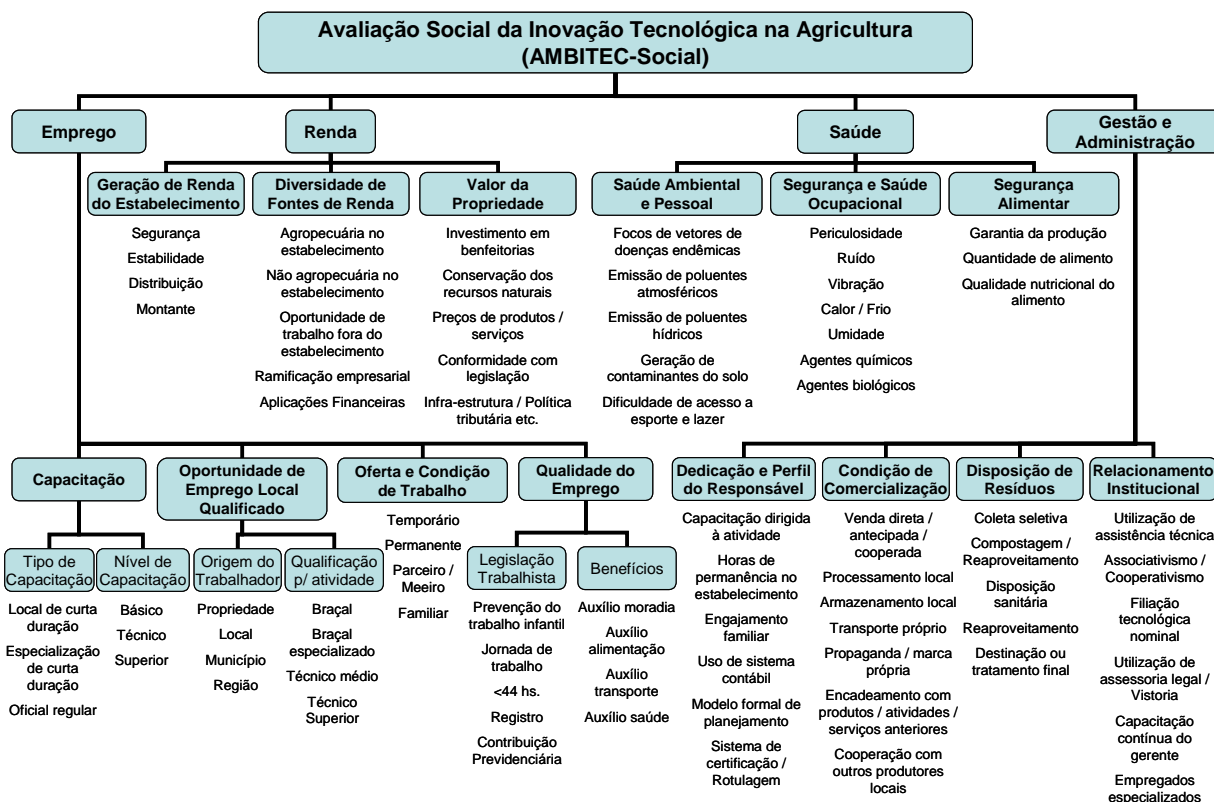 Avaliação Social da Inovação Tecnológica na Agricultura
(AMBITEC-Social)
Emprego
Renda
Saúde
Gestão e
Administração
Geração de Renda
do Estabelecimento
Segurança
Estabilidade
Distribuição
Montante
Diversidade de
Fontes de Renda
Agropecuária no
estabelecimento
Não agropecuária no
estabelecimento
Oportunidade de
trabalho fora do
estabelecimento
Ramificação empresarial
Aplicações Financeiras
Valor da
Propriedade
Investimento em
benfeitorias
Conservação dos
recursos naturais
Preços de produtos /
serviços
Conformidade com
legislação
Infra-estrutura / Política
tributária etc.
Saúde Ambiental
e Pessoal
Focos de vetores de
doenças endêmicas
Emissão de poluentes
atmosféricos
Emissão de poluentes
hídricos
Geração de
contaminantes do solo
Dificuldade de acesso a
esporte e lazer
Segurança e Saúde
Ocupacional
Periculosidade
Ruído
Vibração
Calor / Frio
Umidade
Agentes químicos
Agentes biológicos
Segurança
Alimentar
Garantia da produção
Quantidade de alimento
Qualidade nutricional do
alimento
Capacitação
Tipo de
Capacitação
Local de curta
duração
Especialização
de curta
duração
Oficial regular
Nível de
Capacitação
Básico
Técnico
Superior
Oportunidade de
Emprego Local
Qualificado
Origem do
Trabalhador
Propriedade
Local
Município
Região
Qualificação
p/ atividade
Braçal
Braçal
especializado
Técnico médio
Técnico
Superior
Oferta e Condição
de Trabalho
Temporário
Permanente
Parceiro /
Meeiro
Familiar
Qualidade do
Emprego
Legislação
Trabalhista
Prevenção do
trabalho infantil
Jornada de
trabalho
<44 hs.
Registro
Contribuição
Previdenciária
Benefícios
Auxílio moradia
Auxílio
alimentação
Auxílio
transporte
Auxílio saúde
Dedicação e Perfil
do Responsável
Capacitação dirigida
à atividade
Horas de
permanência no
estabelecimento
Engajamento
familiar
Uso de sistema
contábil
Modelo formal de
planejamento
Sistema de
certificação /
Rotulagem
Condição de
Comercialização
Venda direta /
antecipada /
cooperada
Processamento local
Armazenamento local
Transporte próprio
Propaganda / marca
própria
Encadeamento com
produtos / atividades /
serviços anteriores
Cooperação com
outros produtores
locais
Disposição de
Resíduos
Coleta seletiva
Compostagem /
Reaproveitamento
Disposição
sanitária
Reaproveitamento
Destinação ou
tratamento final
Relacionamento
Institucional
Utilização de
assistência técnica
Associativismo /
Cooperativismo
Filiação
tecnológica
nominal
Utilização de
assessoria legal /
Vistoria
Capacitação
contínua do
gerente
Empregados
especializados